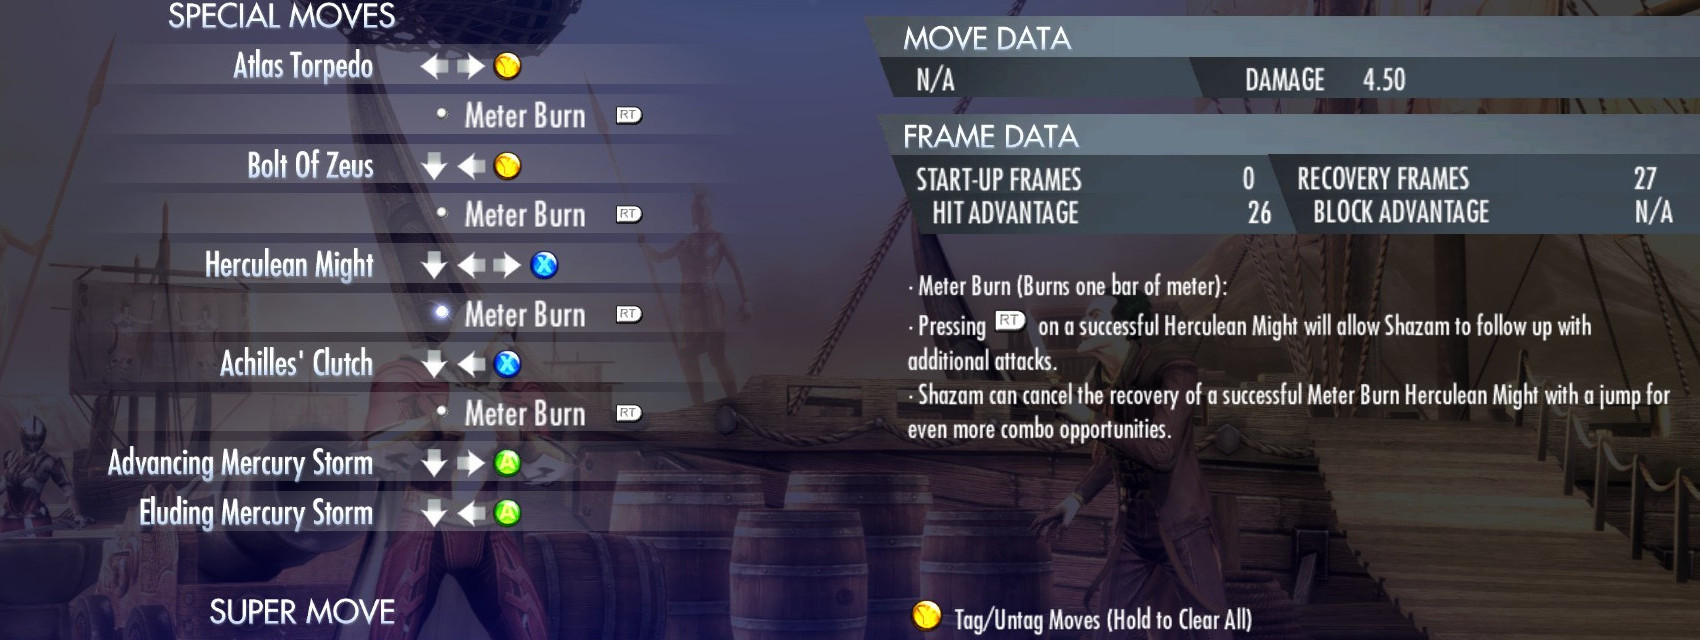 SPECIAL MOVES
Atlas Torpedo Y
• Meter Burn RT
Bolt Of Zeus Y
• Meter Burn RT
Herculean Might X
• Meter Burn RT
Achilles' Clutch X
• Meter Burn RT
Advancing Mercury Storm A
Eluding Mercury Storm A
SUPER MOVE
MOVE DATA
N/A DAMAGE 4.50
FRAME DATA
START-UP FRAMES 0 RECOVERY FRAMES 27
HIT ADVANTAGE 26 BLOCK ADVANTAGE N/A
· Meter Burn (Burns one bar of meter):
· Pressing RT on a successful Herculean Might will allow Shazam to follow up with
additional attacks.
· Shazam can cancel the recovery of a successful Meter Burn Herculean Might with a jump for
even more combo opportunities.
Y Tag/Untag Moves (Hold to Clear All)